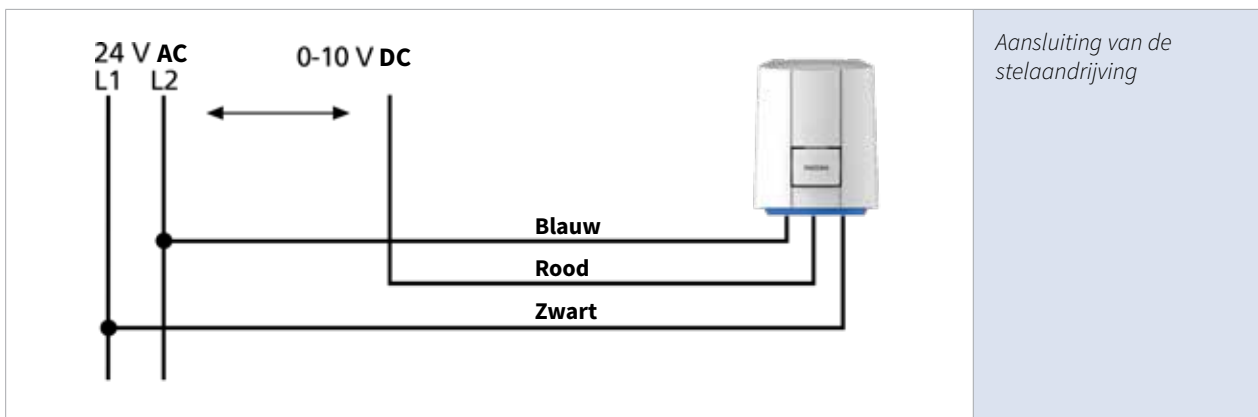 24 V AC
L1 L2
0-10 V DC
Blauw
Rood
Zwart
Aansluiting van de
stelaandrijving